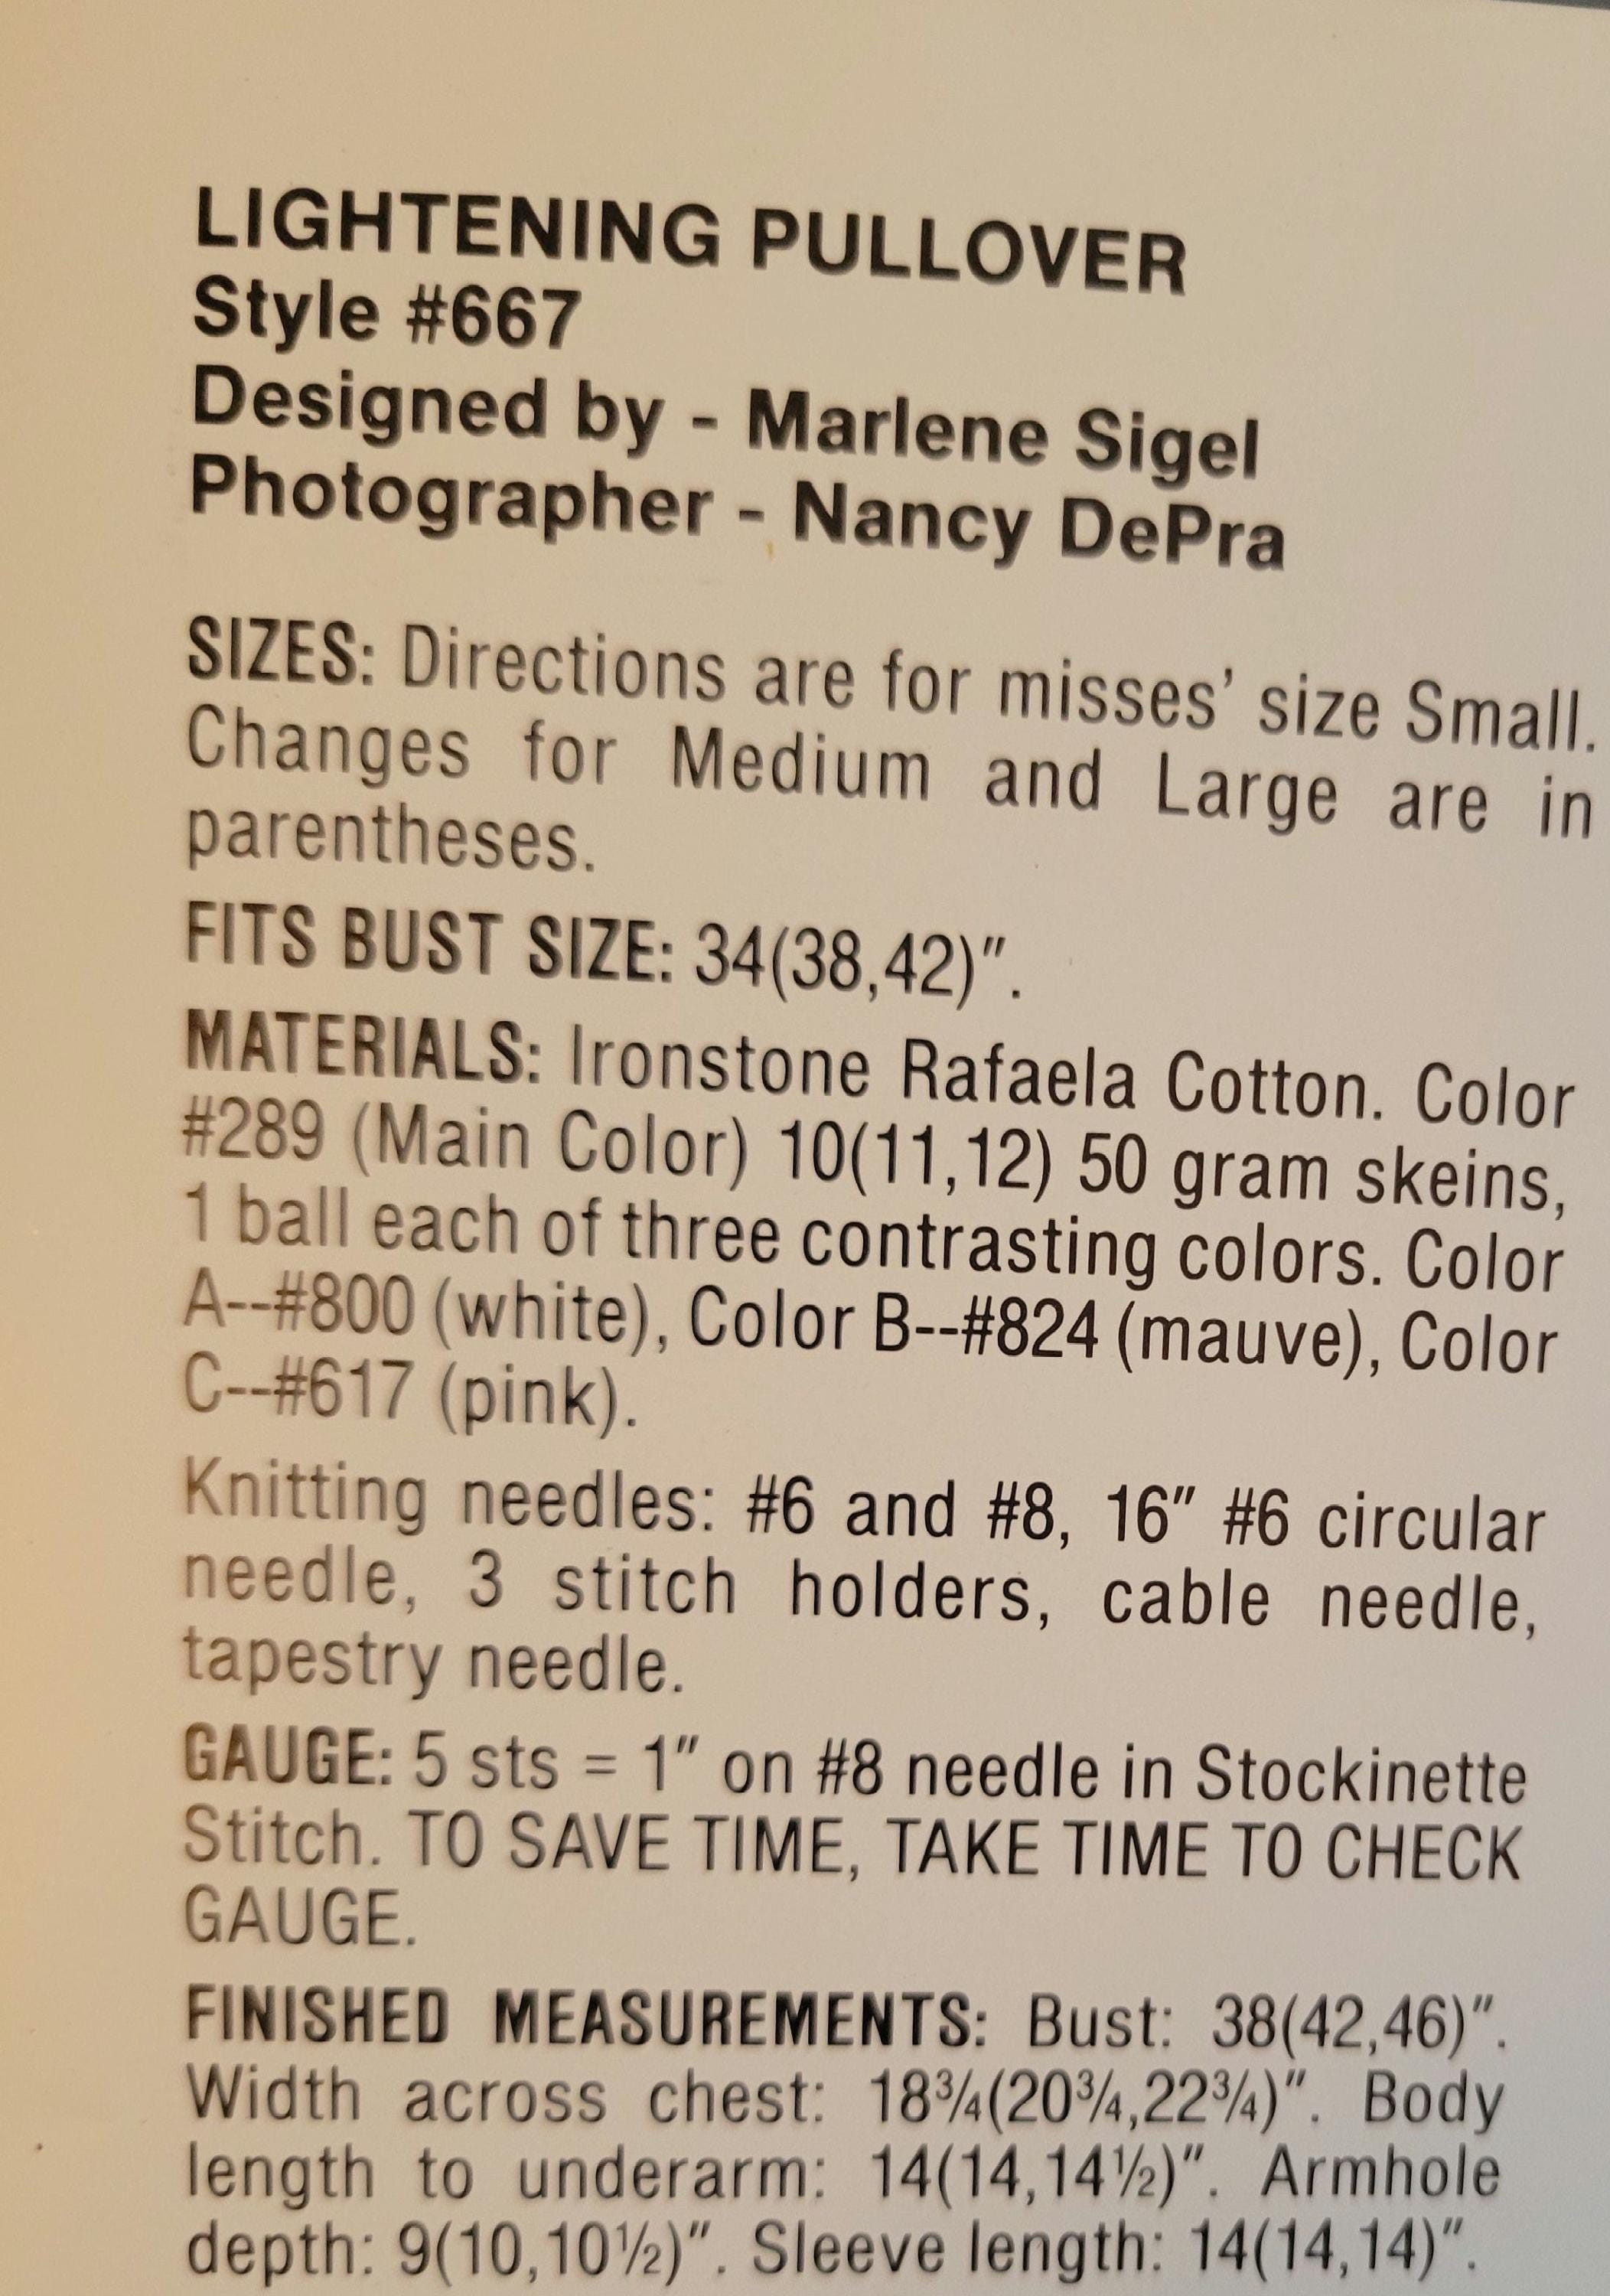 LIGHTENING PULLOVER
Style #667
Designed by - Marlene Sigel
Photographer - Nancy DePra
SIZES: Directions are for misses’ size Small.
Changes for Medium and Large are in
parentheses.
FITS BUST SIZE: 34(38,42)″.
MATERIALS: Ironstone Rafaela Cotton. Color
#289 (Main Color) 10(11,12) 50 gram skeins,
1 ball each of three contrasting colors. Color
A--#800 (white), Color B--#824 (mauve), Color
C--#617 (pink).
Knitting needles: #6 and #8, 16″ #6 circular
needle, 3 stitch holders, cable needle,
tapestry needle.
GAUGE: 5 sts = 1″ on #8 needle in Stockinette
Stitch. TO SAVE TIME, TAKE TIME TO CHECK
GAUGE.
FINISHED MEASUREMENTS: Bust: 38(42,46)″.
Width across chest: 18¾(20¾,22¾)″. Body
length to underarm: 14(14,14½)″. Armhole
depth: 9(10,10½)″. Sleeve length: 14(14,14)″.